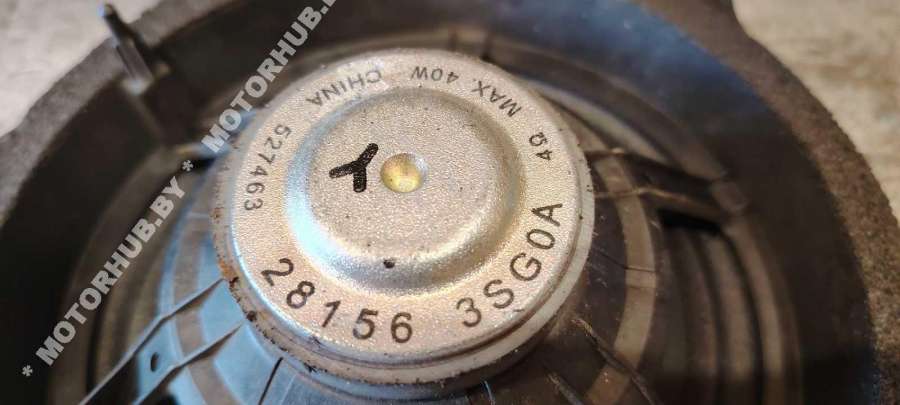 527463 CHINA MAX. 40W 4Ω
Y
28156 3SG0A
* MOTORHUB.BY * MOTORHUB.BY